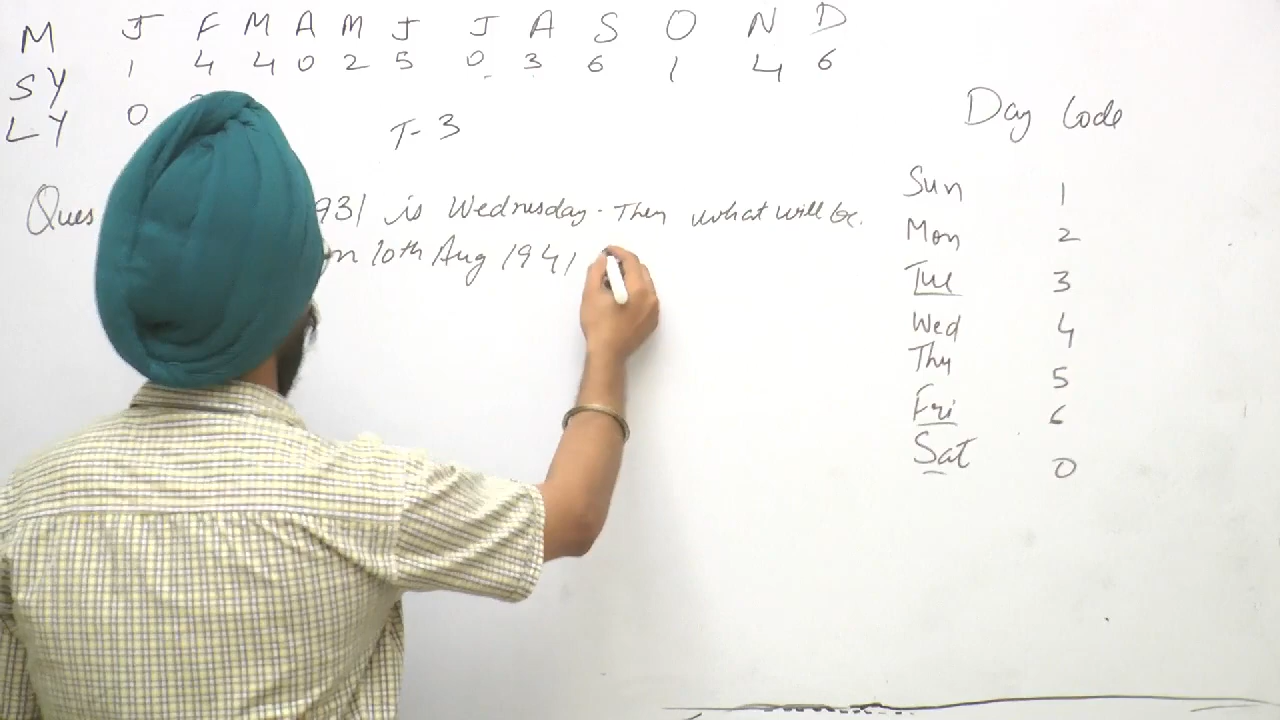 M J F M A M J J A S O N D
SY 1 4 4 0 2 5 0 3 6 1 4 6
LY 0
T-3
Ques 931 is Wednesday. Then what will be.
on 10th Aug 1941
Day Code
Sun 1
Mon 2
Tue 3
Wed 4
Thu 5
Fri 6
Sat 0